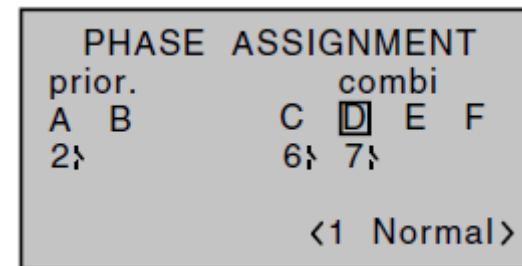 PHASE ASSIGNMENT
prior. combi
A B C D E F
2 6 7
<1 Normal>